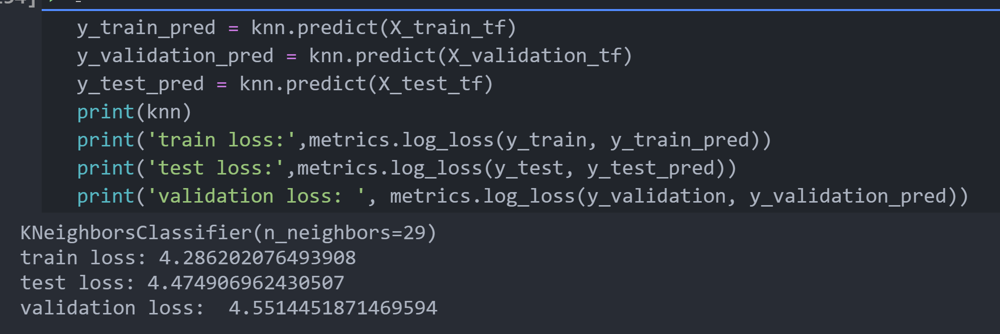 y_train_pred = knn.predict(X_train_tf)
y_validation_pred = knn.predict(X_validation_tf)
y_test_pred = knn.predict(X_test_tf)
print(knn)
print('train loss:',metrics.log_loss(y_train, y_train_pred))
print('test loss:',metrics.log_loss(y_test, y_test_pred))
print('validation loss: ', metrics.log_loss(y_validation, y_validation_pred))
KNeighborsClassifier(n_neighbors=29)
train loss: 4.286202076493908
test loss: 4.474906962430507
validation loss:  4.5514451871469594